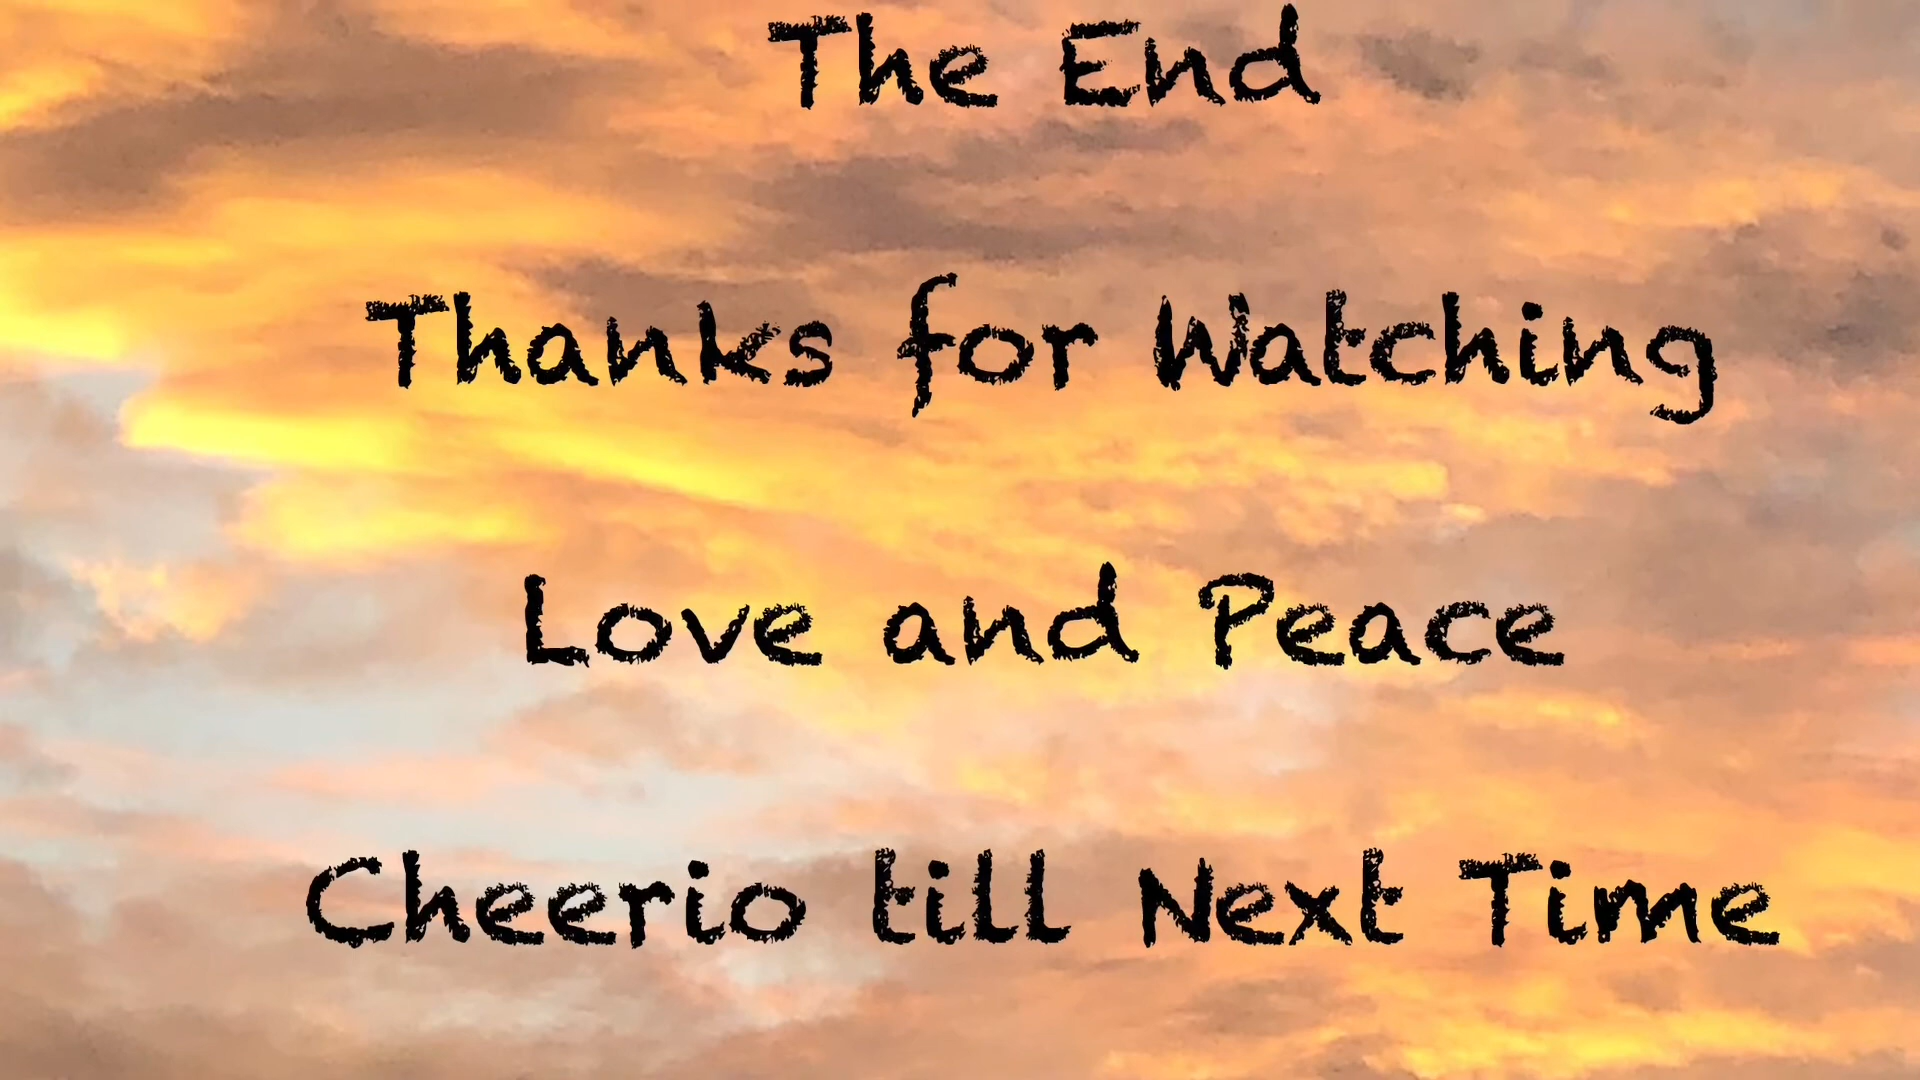 The End
Thanks for Watching
Love and Peace
Cheerio till Next Time